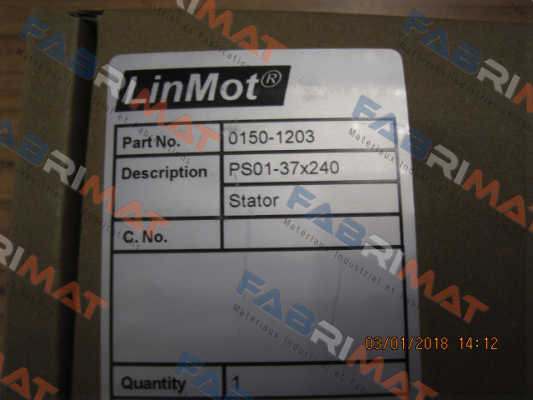 LinMot®
Part No. 0150-1203
Description PS01-37x240
Stator
C. No.
Quantity 1
03/01/2018 14:12
FABRIMAT
Materiaux Industriel et Fabrication